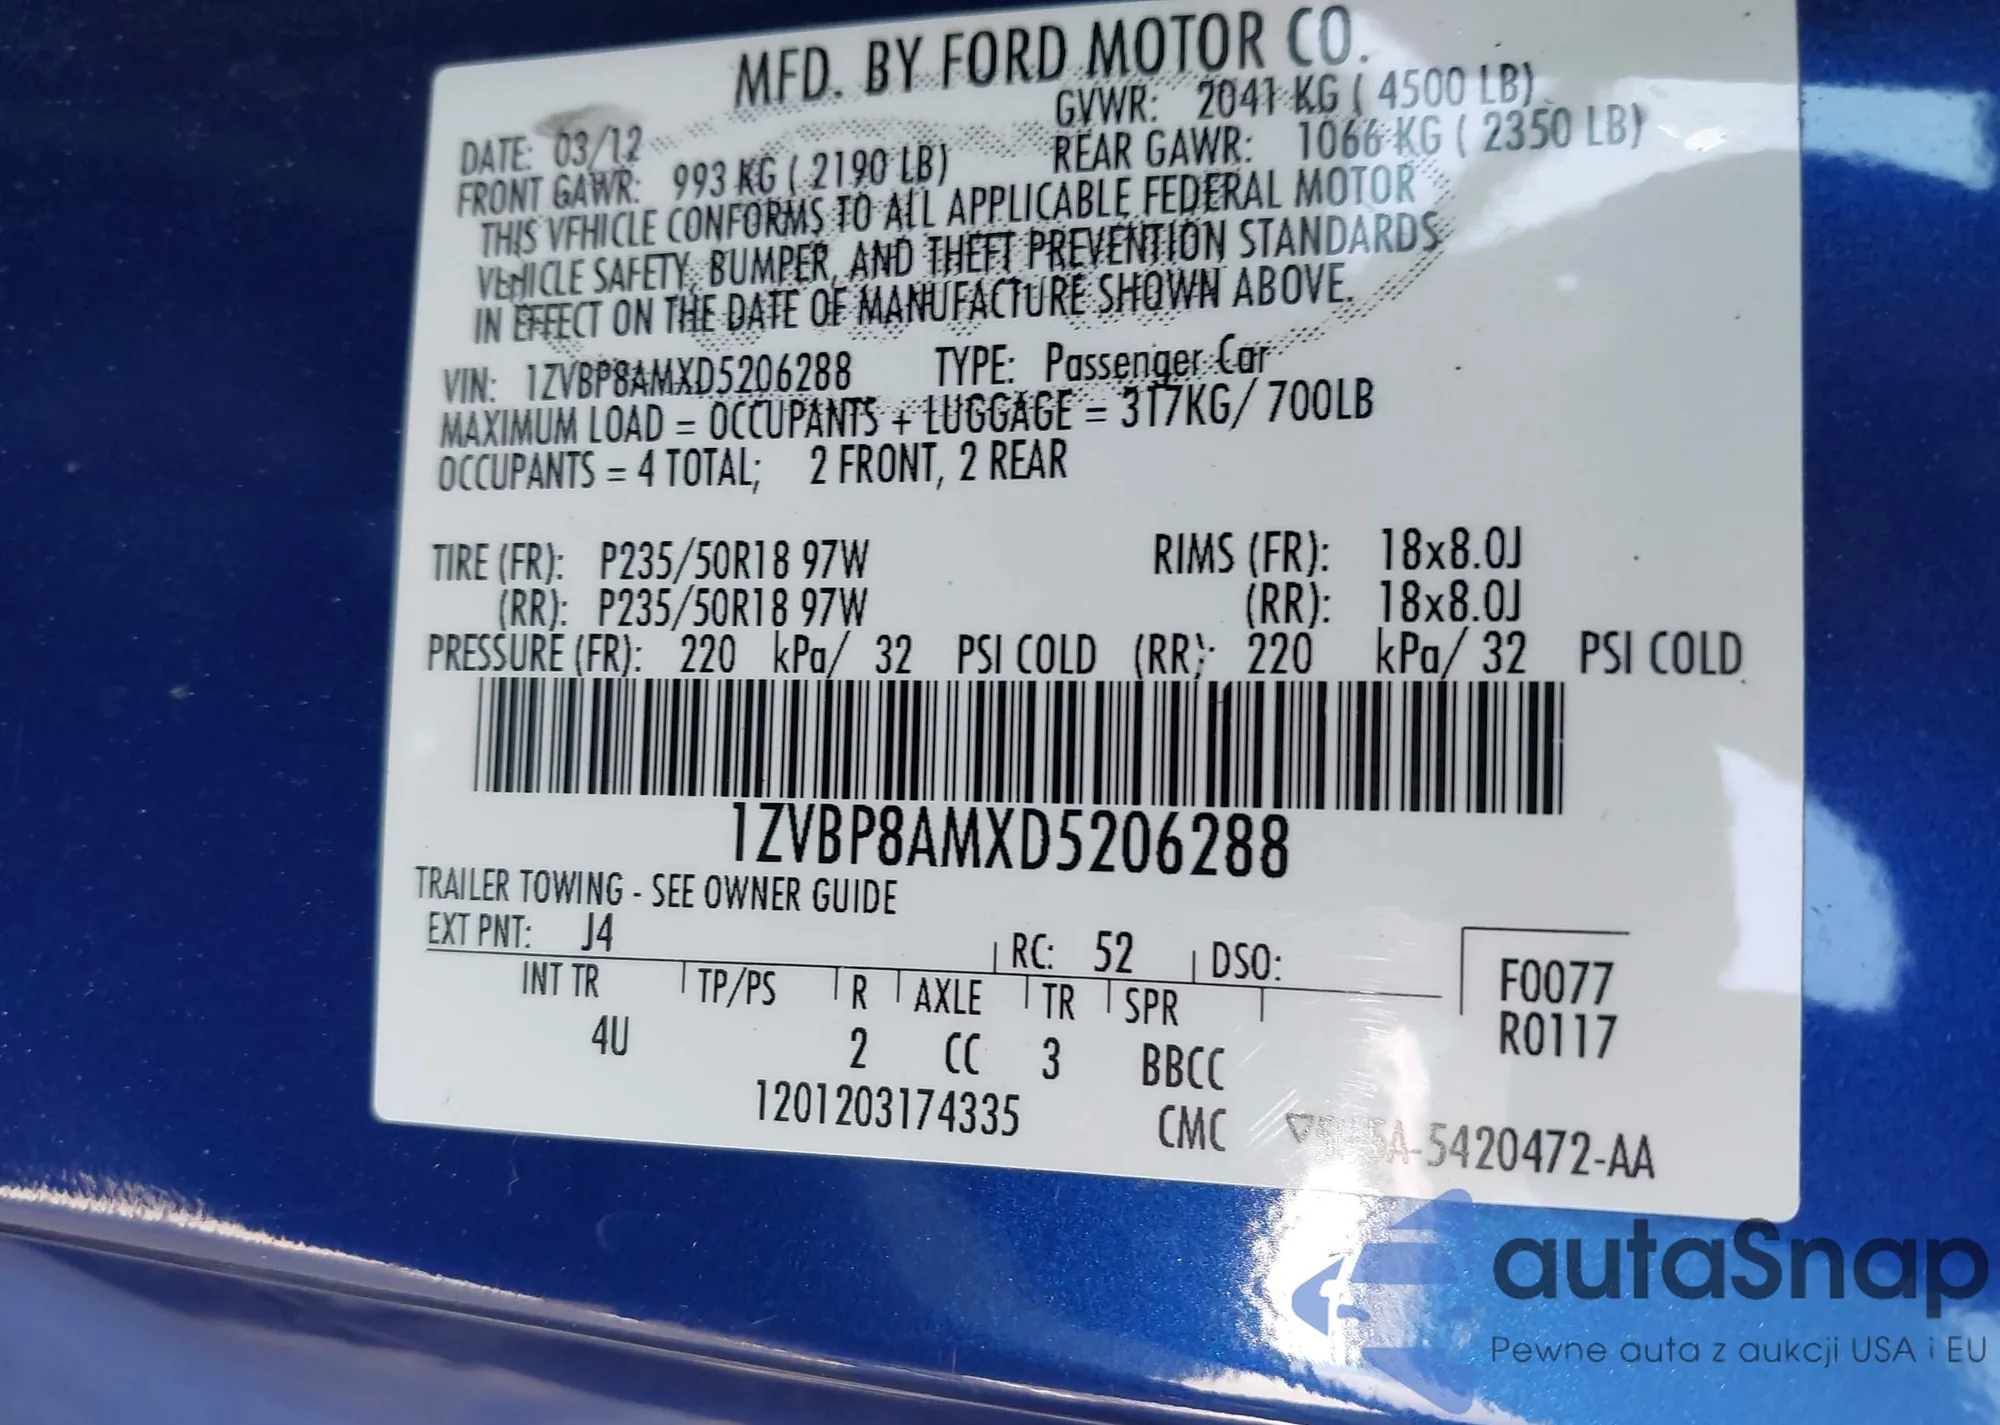 MFD. BY FORD MOTOR CO.
DATE: 03/12 GVWR: 2041 KG ( 4500 LB)
FRONT GAWR: 993 KG ( 2190 LB) REAR GAWR: 1066 KG ( 2350 LB)
THIS VEHICLE CONFORMS TO ALL APPLICABLE FEDERAL MOTOR
VEHICLE SAFETY, BUMPER, AND THEFT PREVENTION STANDARDS
IN EFFECT ON THE DATE OF MANUFACTURE SHOWN ABOVE.
VIN: 1ZVBP8AMXD5206288 TYPE: Passenger Car
MAXIMUM LOAD = OCCUPANTS + LUGGAGE = 317KG/ 700LB
OCCUPANTS = 4 TOTAL; 2 FRONT, 2 REAR
TIRE (FR): P235/50R18 97W RIMS (FR): 18x8.0J
(RR): P235/50R18 97W (RR): 18x8.0J
PRESSURE (FR): 220 kPa/ 32 PSI COLD (RR): 220 kPa/ 32 PSI COLD
1ZVBP8AMXD5206288
TRAILER TOWING - SEE OWNER GUIDE
EXT PNT: J4 RC: 52 DSO:
INT TR TP/PS R AXLE TR SPR
4U 2 CC 3 BBCC
F0077
R0117
1201203174335 CMC
5420472-AA
autaSnap
Pewne auta z aukcji USA i EU